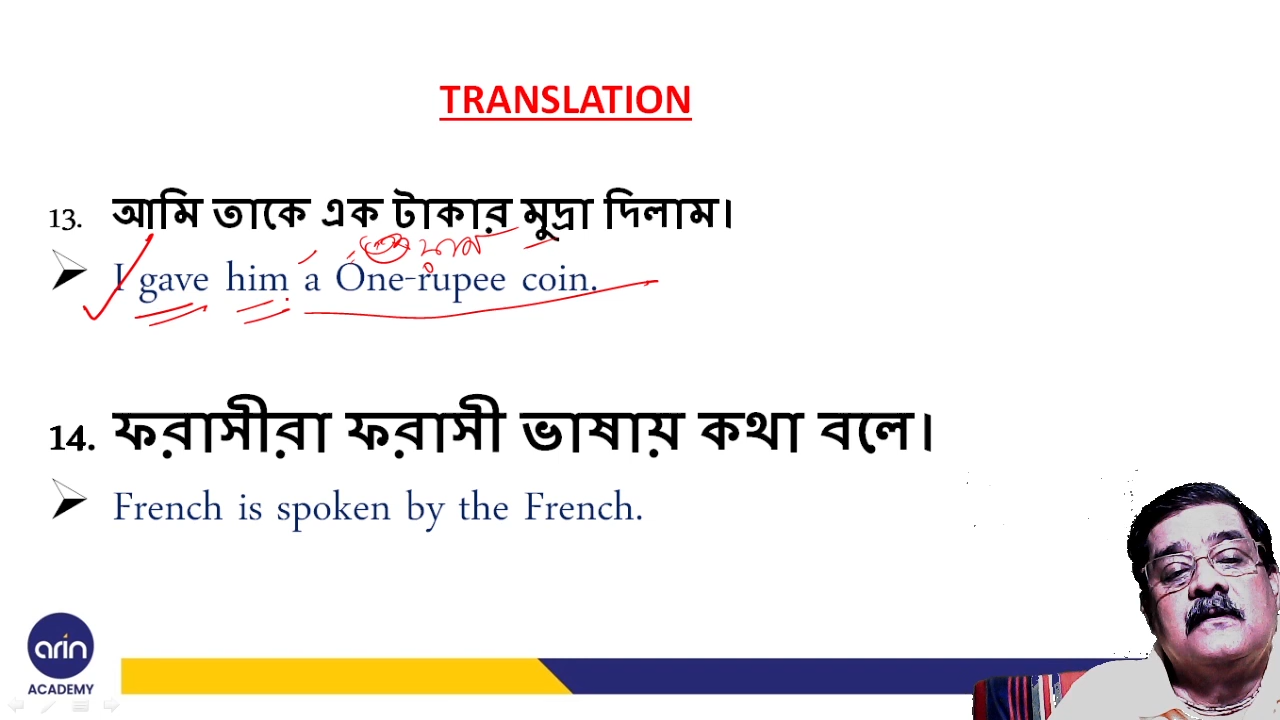 TRANSLATION
13. আমি তাকে এক টাকার মুদ্রা দিলাম।
I gave him a One-rupee coin.
14. ফরাসীরা ফরাসী ভাষায় কথা বলে।
French is spoken by the French.
arin
ACADEMY